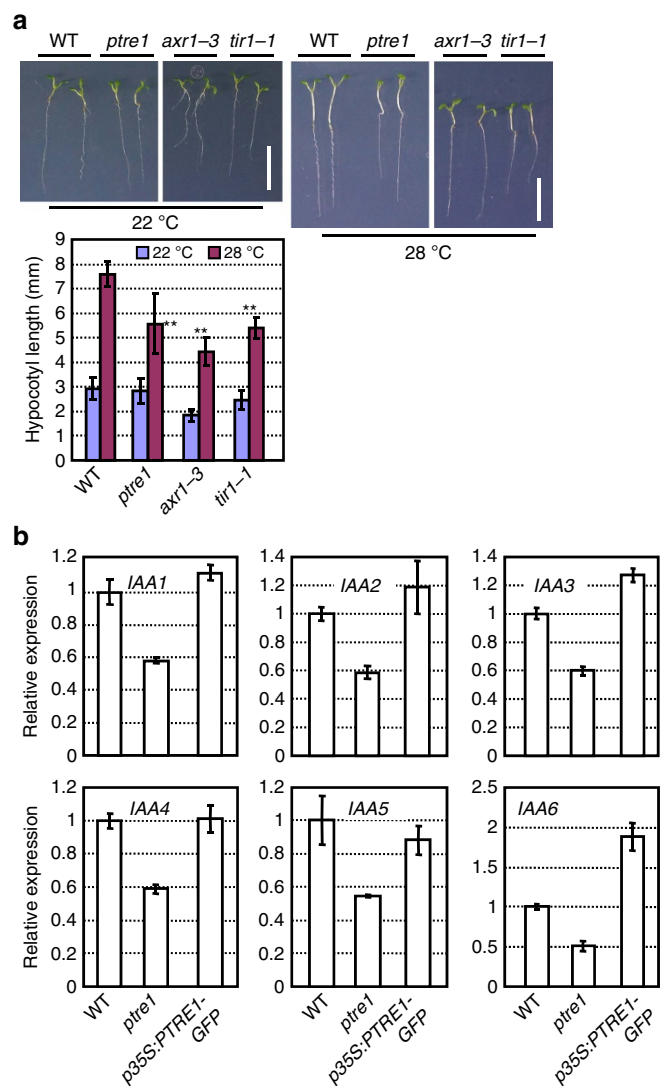 a
WT ptre1 axr1–3 tir1–1 WT ptre1 axr1–3 tir1–1
22 °C
28 °C
9
8
7
6
5
4
3
2
1
0
Hypocotyl length (mm)
22 °C 28 °C
**
**
**
WT ptre1 axr1–3 tir1–1
b
Relative expression
1.2
1
0.8
0.6
0.4
0.2
0
IAA1
1.4
1.2
1
0.8
0.6
0.4
0.2
0
IAA2
1.4
1.2
1
0.8
0.6
0.4
0.2
0
IAA3
Relative expression
1.2
1
0.8
0.6
0.4
0.2
0
IAA4
1.2
1
0.8
0.6
0.4
0.2
0
IAA5
2.5
2
1.5
1
0.5
0
IAA6
WT
ptre1
p35S:PTRE1-
GFP
WT
ptre1
p35S:PTRE1-
GFP
WT
ptre1
p35S:PTRE1-
GFP